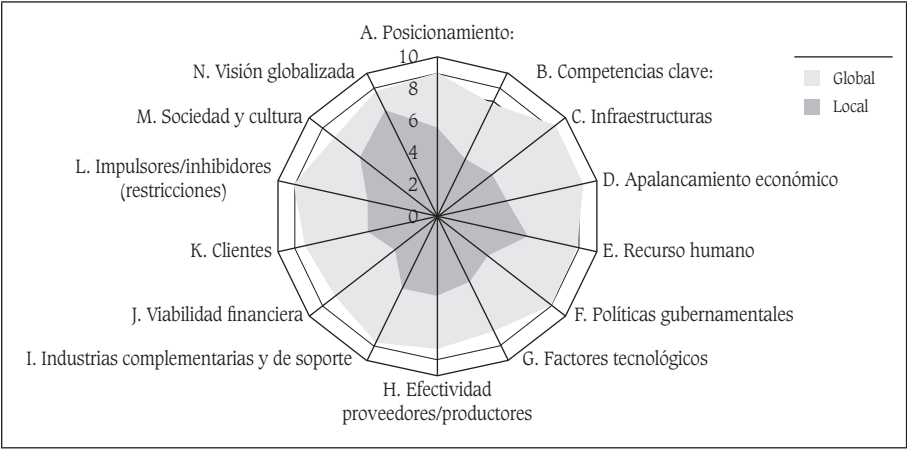 A. Posicionamiento:
B. Competencias clave:
C. Infraestructuras
D. Apalancamiento económico
E. Recurso humano
F. Políticas gubernamentales
G. Factores tecnológicos
H. Efectividad
proveedores/productores
I. Industrias complementarias y de soporte
J. Viabilidad financiera
K. Clientes
L. Impulsores/inhibidores
(restricciones)
M. Sociedad y cultura
N. Visión globalizada
10
8
6
4
2
0
Global
Local